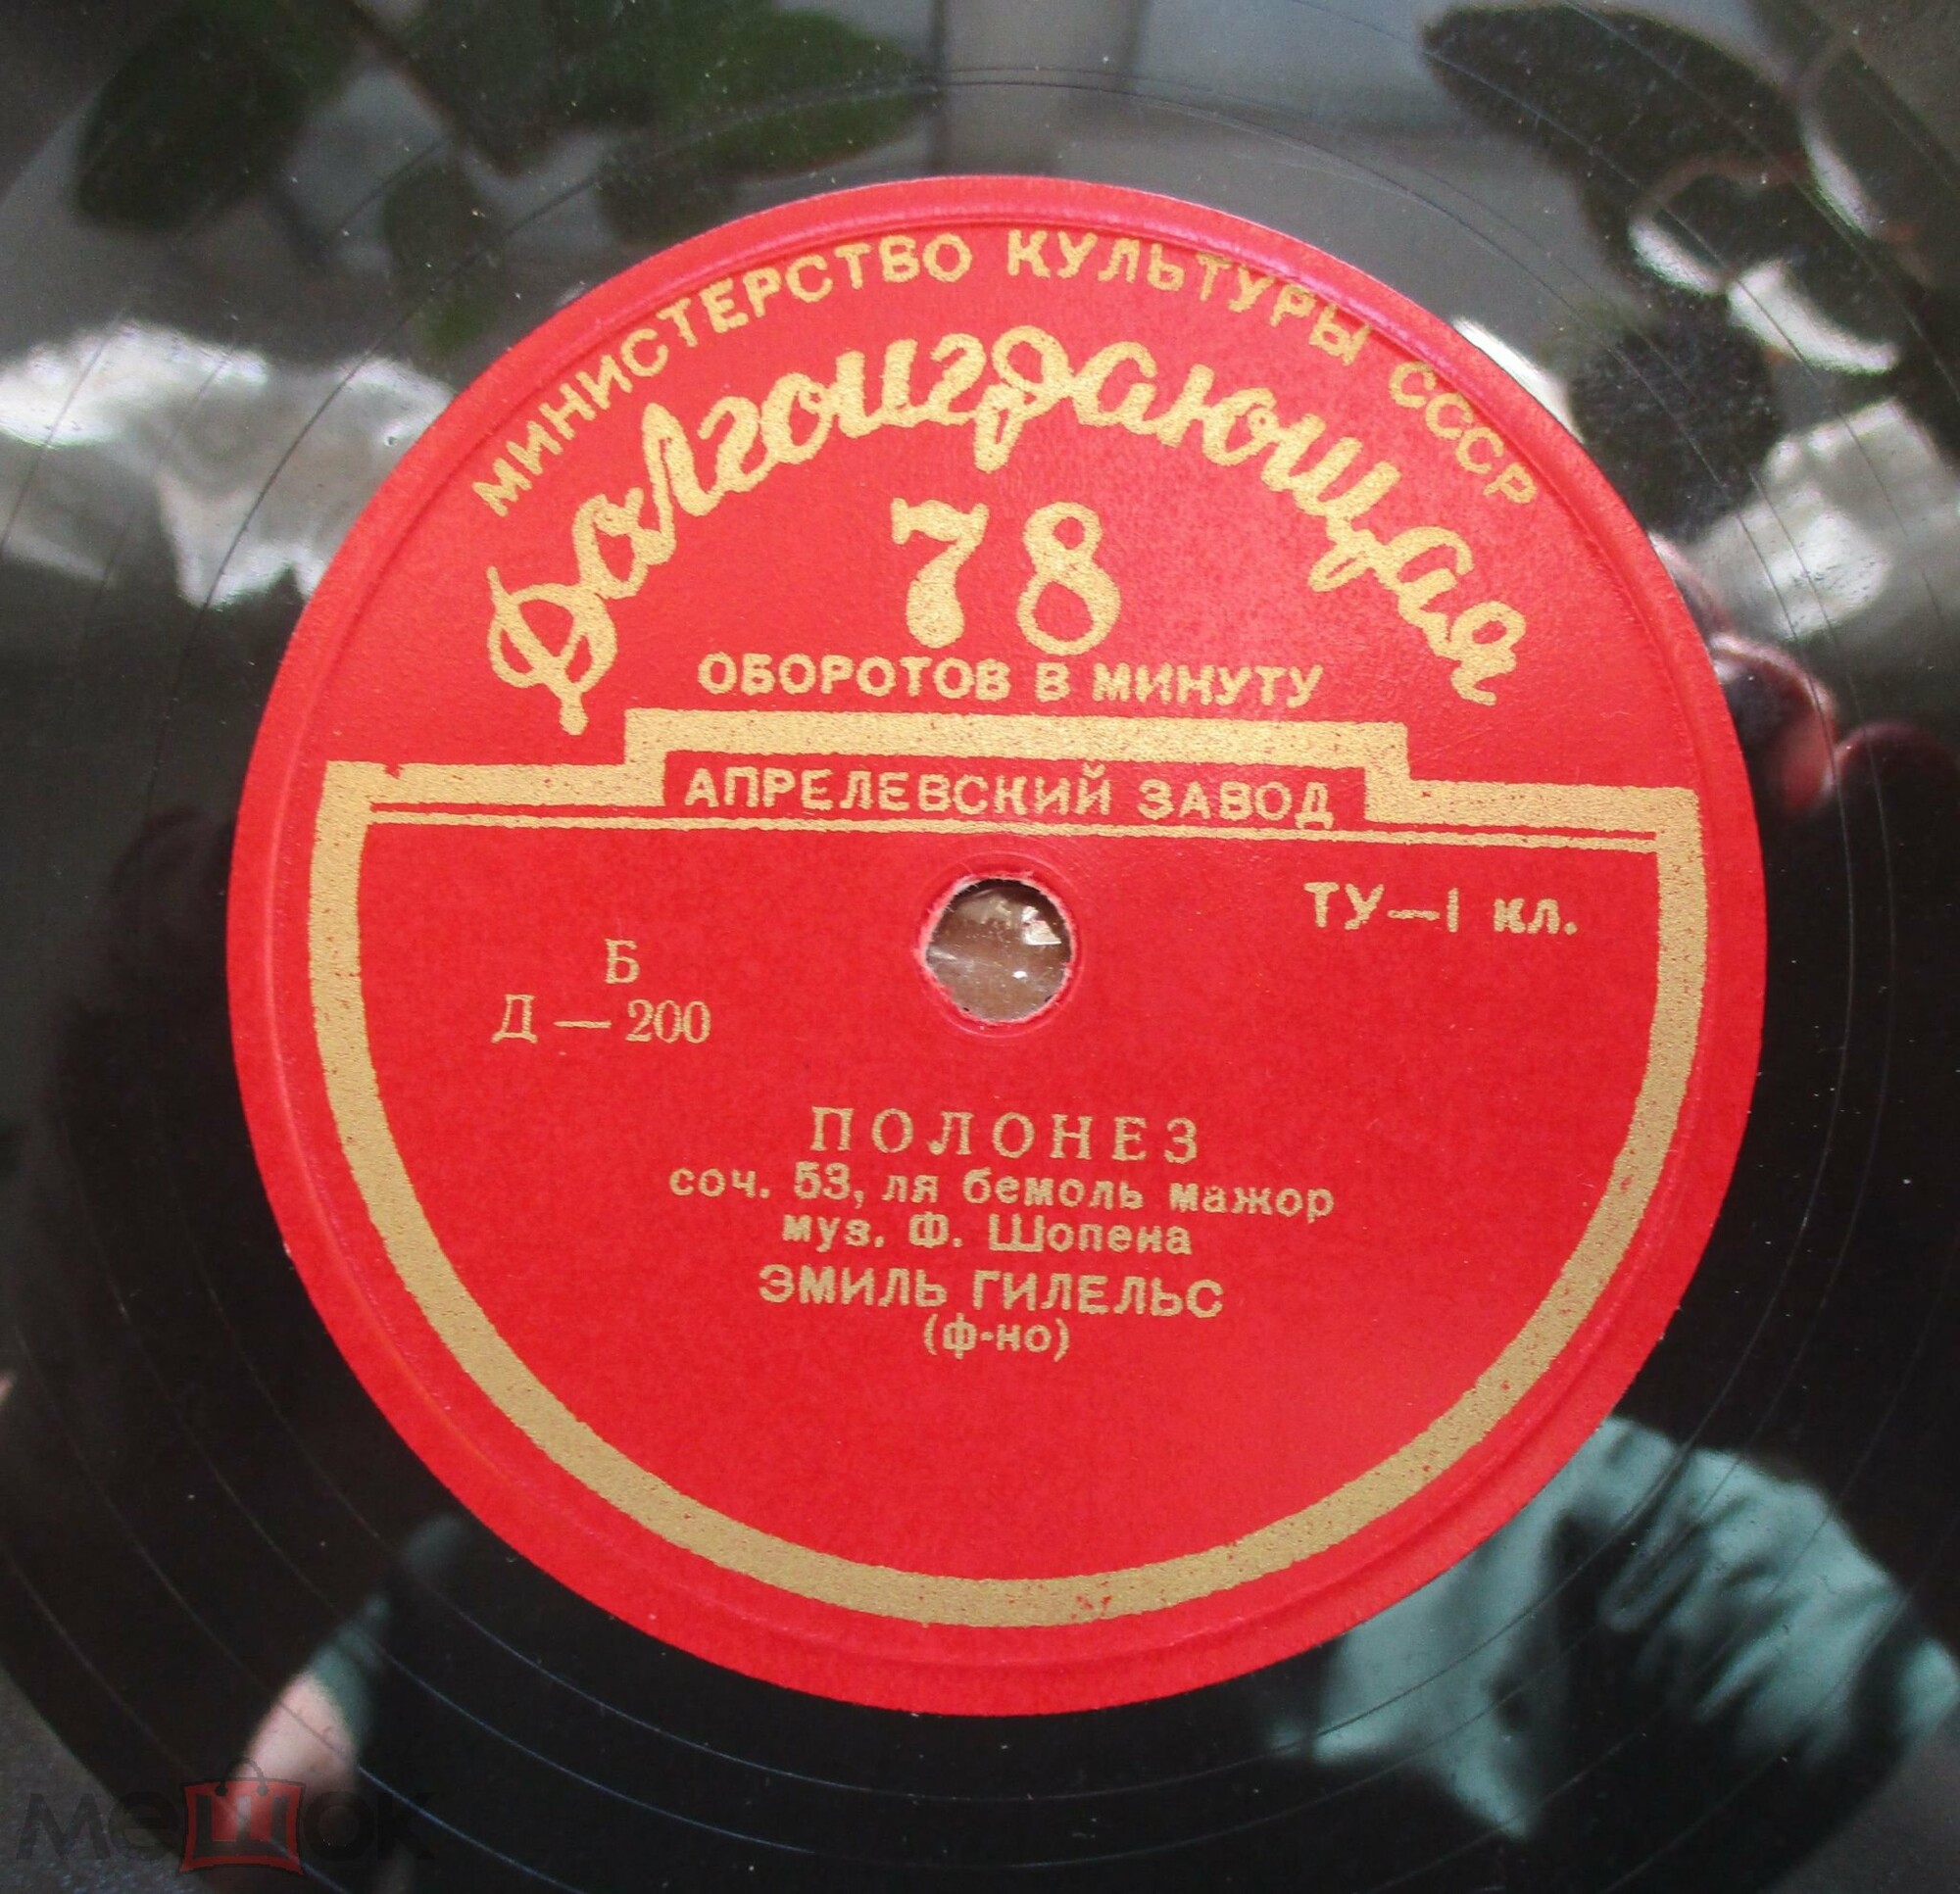 МИНИСТЕРСТВО КУЛЬТУРЫ СССР
Долгоиграющая
78
ОБОРОТОВ В МИНУТУ
АПРЕЛЕВСКИЙ ЗАВОД
ТУ—I кл.
Б
Д — 200
ПОЛОНЕЗ
соч. 53, ля бемоль мажор
муз. Ф. Шопена
ЭМИЛЬ ГИЛЕЛЬС
(ф-но)
мешок